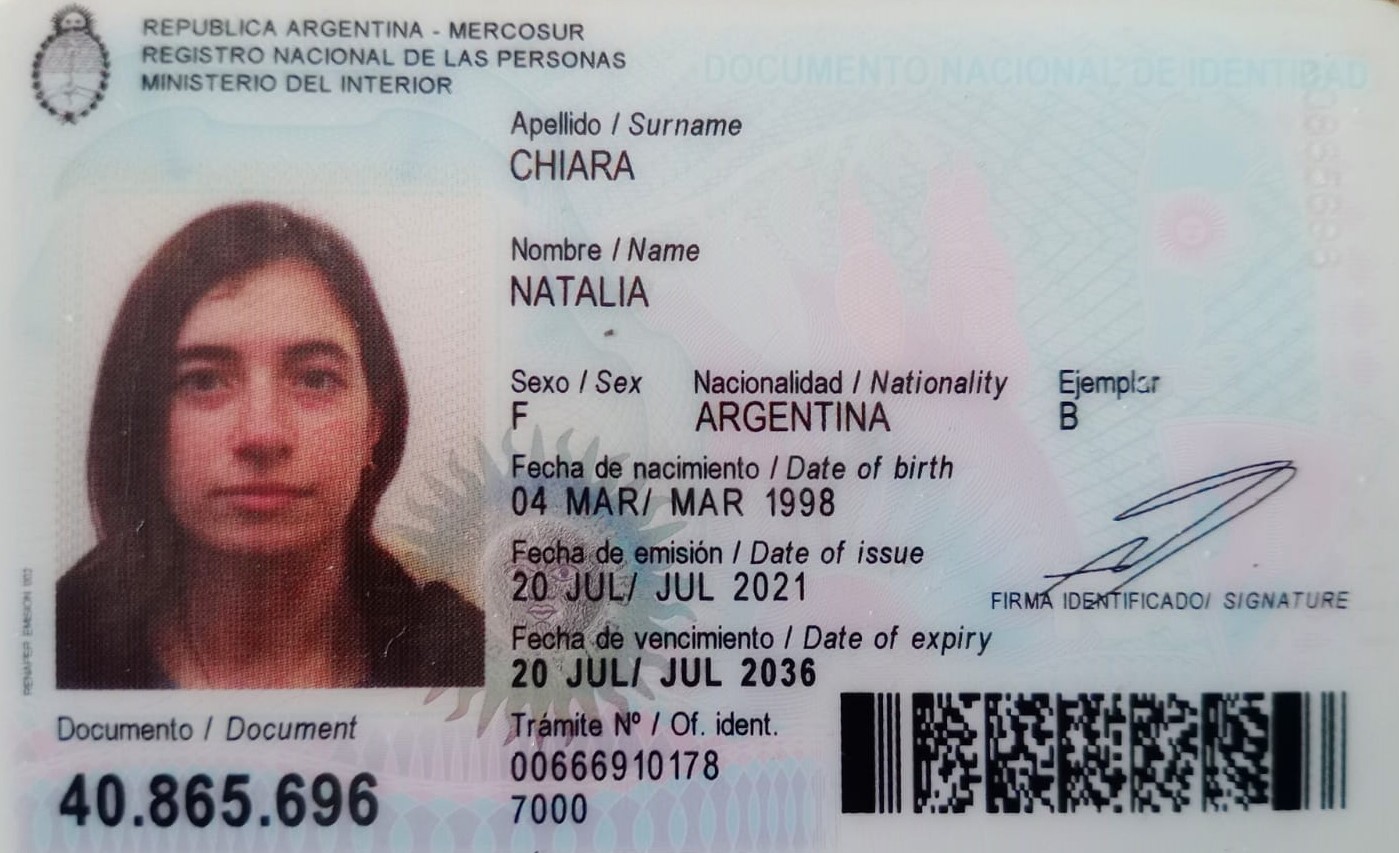 REPUBLICA ARGENTINA - MERCOSUR
REGISTRO NACIONAL DE LAS PERSONAS
MINISTERIO DEL INTERIOR
DOCUMENTO NACIONAL DE IDENTIDAD
Apellido / Surname
CHIARA
Nombre / Name
NATALIA
Sexo / Sex Nacionalidad / Nationality Ejemplar
F ARGENTINA B
Fecha de nacimiento / Date of birth
04 MAR/ MAR 1998
Fecha de emisión / Date of issue
20 JUL/ JUL 2021
FIRMA IDENTIFICADO/ SIGNATURE
Fecha de vencimiento / Date of expiry
20 JUL/ JUL 2036
Documento / Document
40.865.696
Trámite Nº / Of. ident.
00666910178
7000